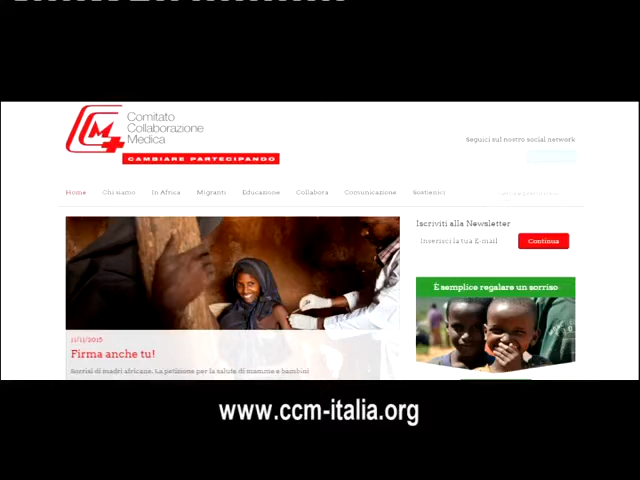 Comitato
Collaborazione
Medica
CCM
CAMBIARE PARTECIPANDO
Seguici sul nostro social network
Home Chi siamo In Africa Migranti Educazione Collabora Comunicazione Sostienici
Iscriviti alla Newsletter
Inserisci la tua E-mail Continua
È semplice regalare un sorriso
11/11/2015
Firma anche tu!
Sorrisi di madri africane. La petizione per la salute di mamme e bambini
www.ccm-italia.org